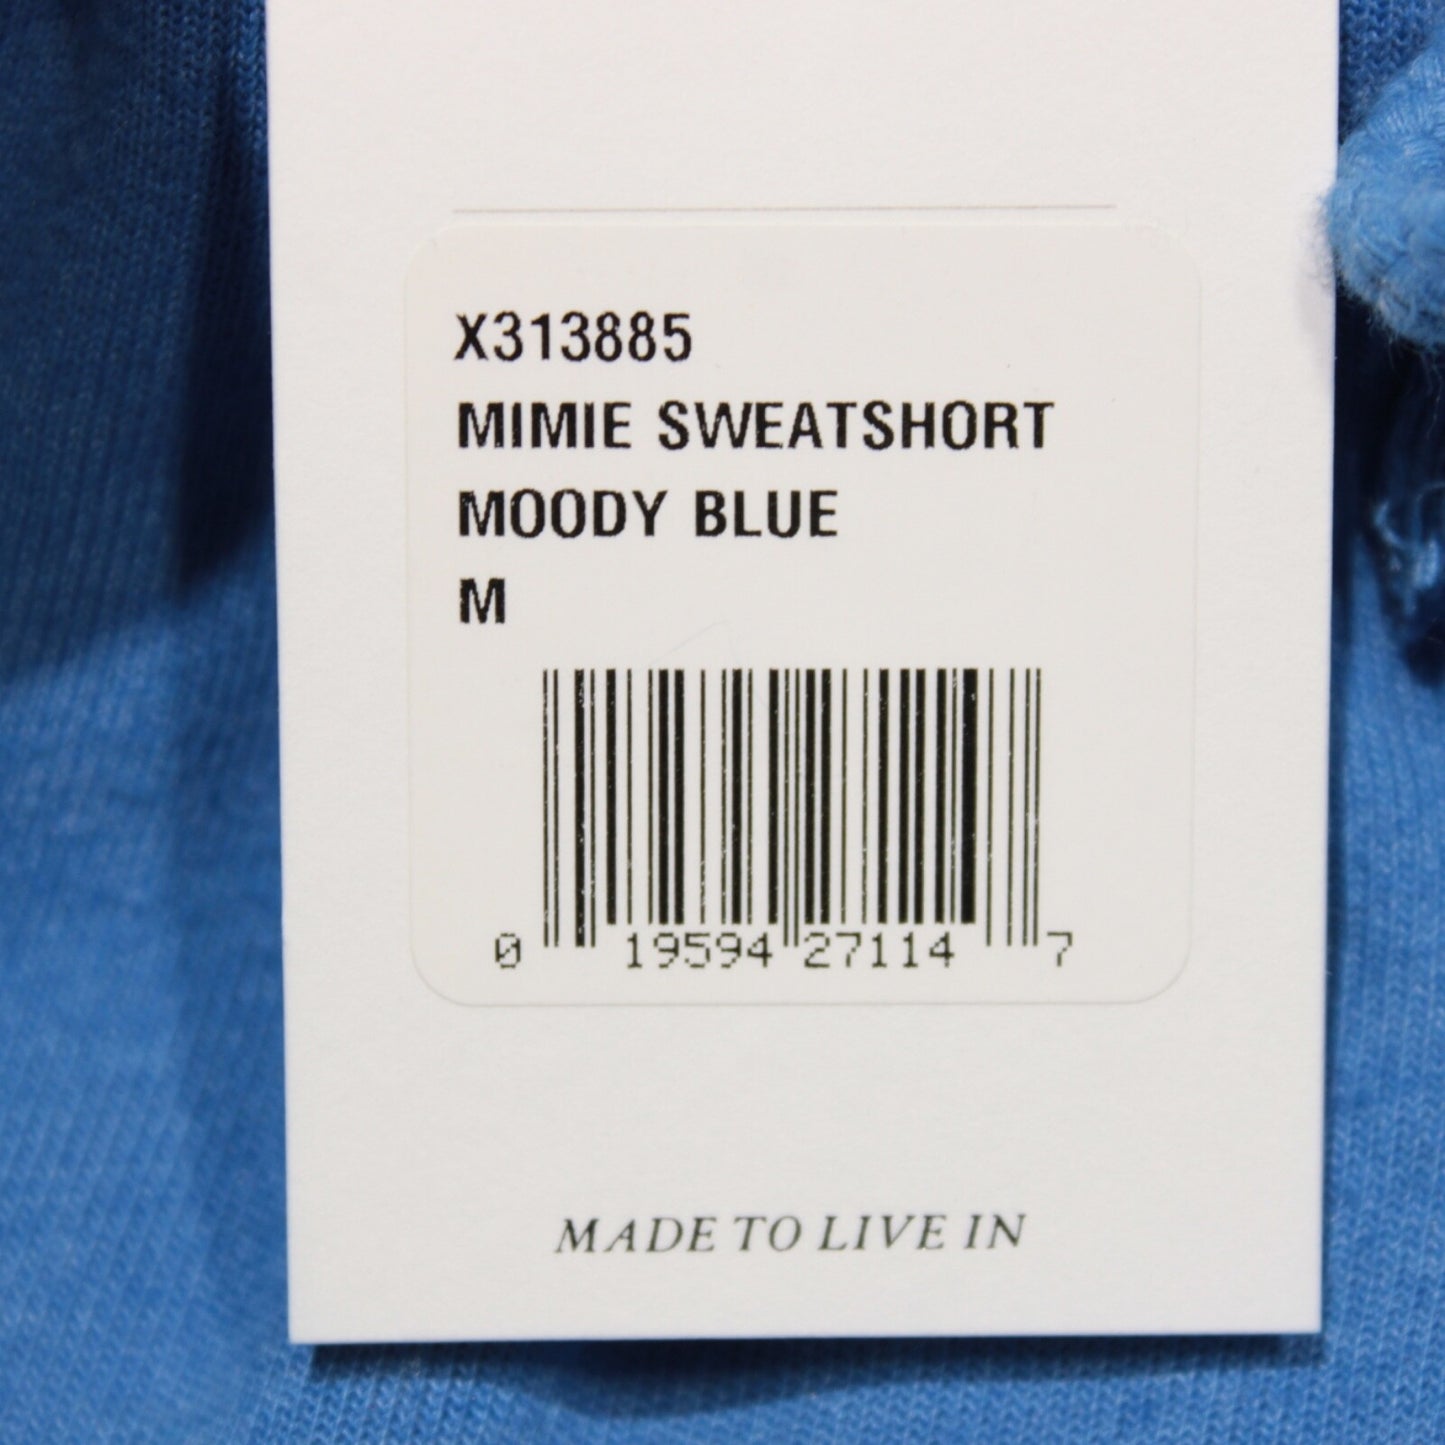 X313885
MIMIE SWEATSHORT
MOODY BLUE
M
0 19594 27114 7
MADE TO LIVE IN